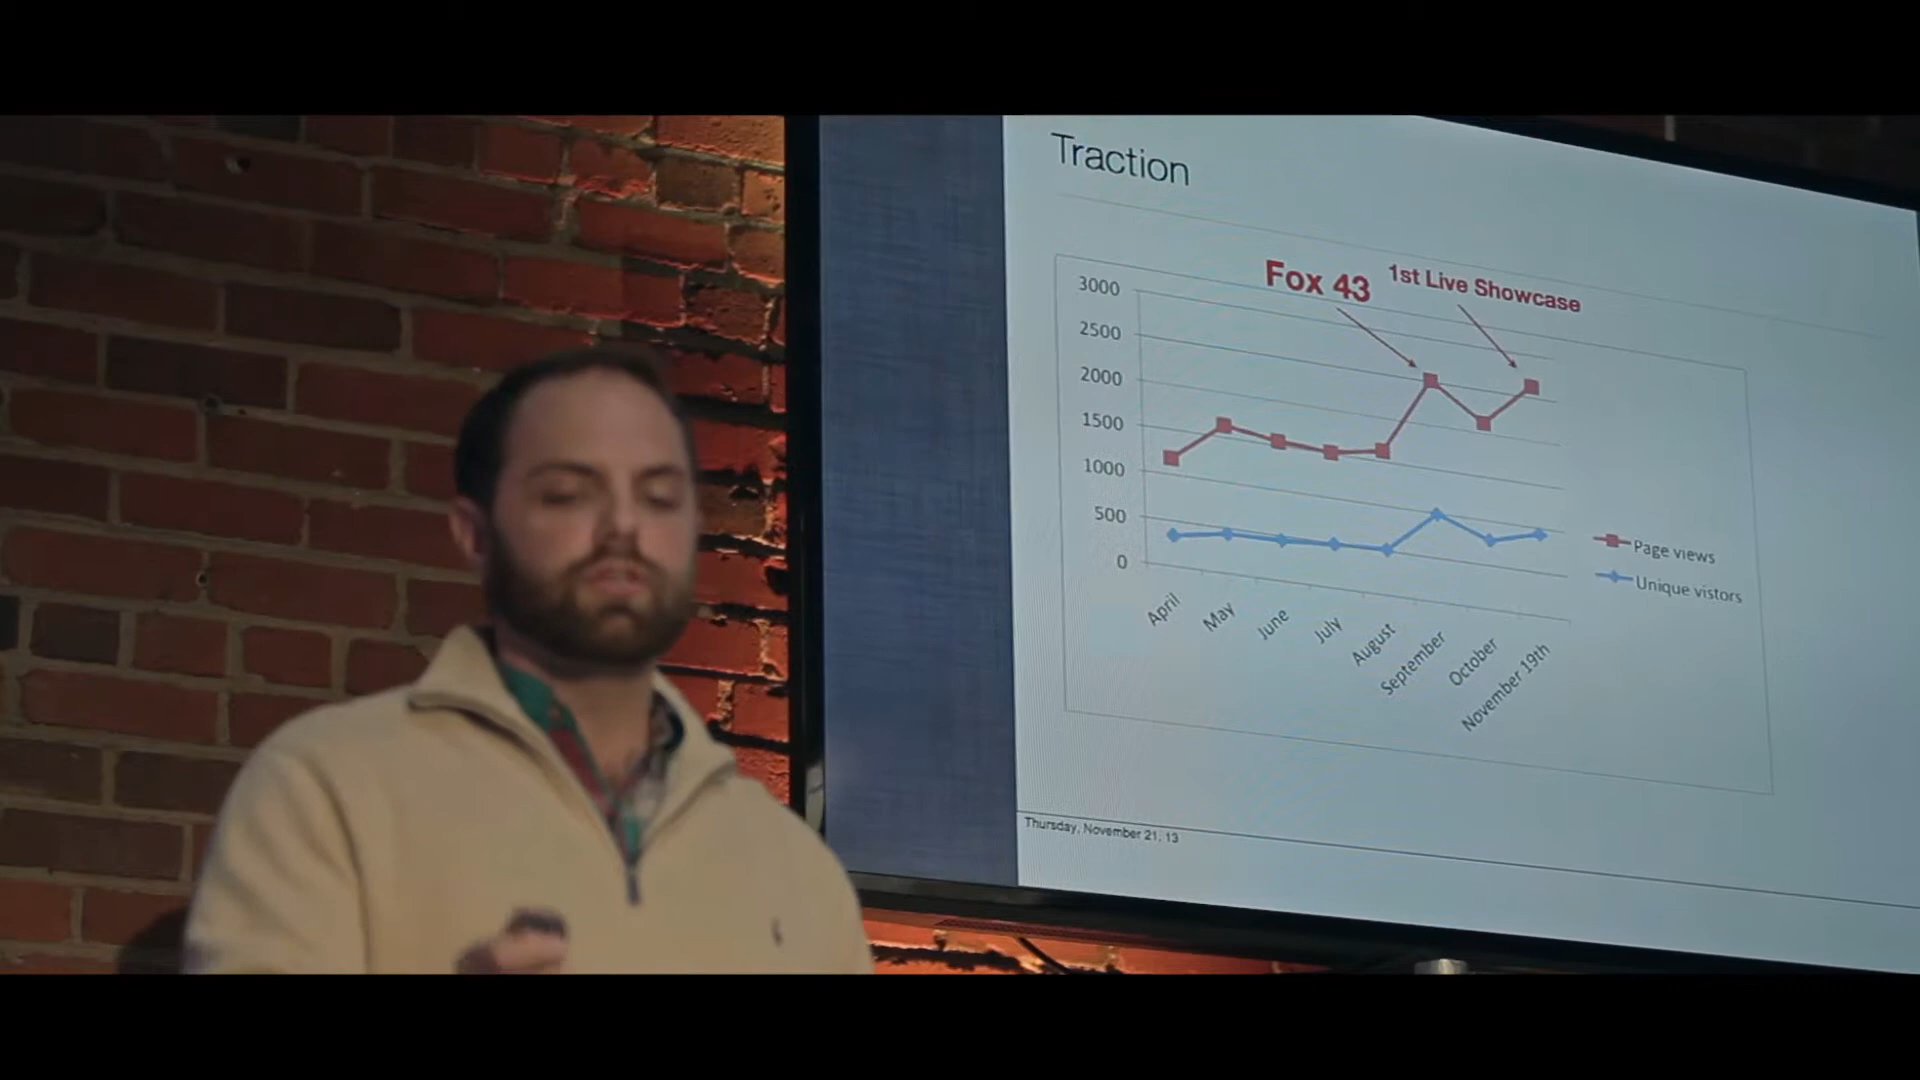 Traction
Fox 43
1st Live Showcase
3000
2500
2000
1500
1000
500
0
April
May
June
July
August
September
October
November 19th
Page views
Unique vistors
Thursday, November 21, 13